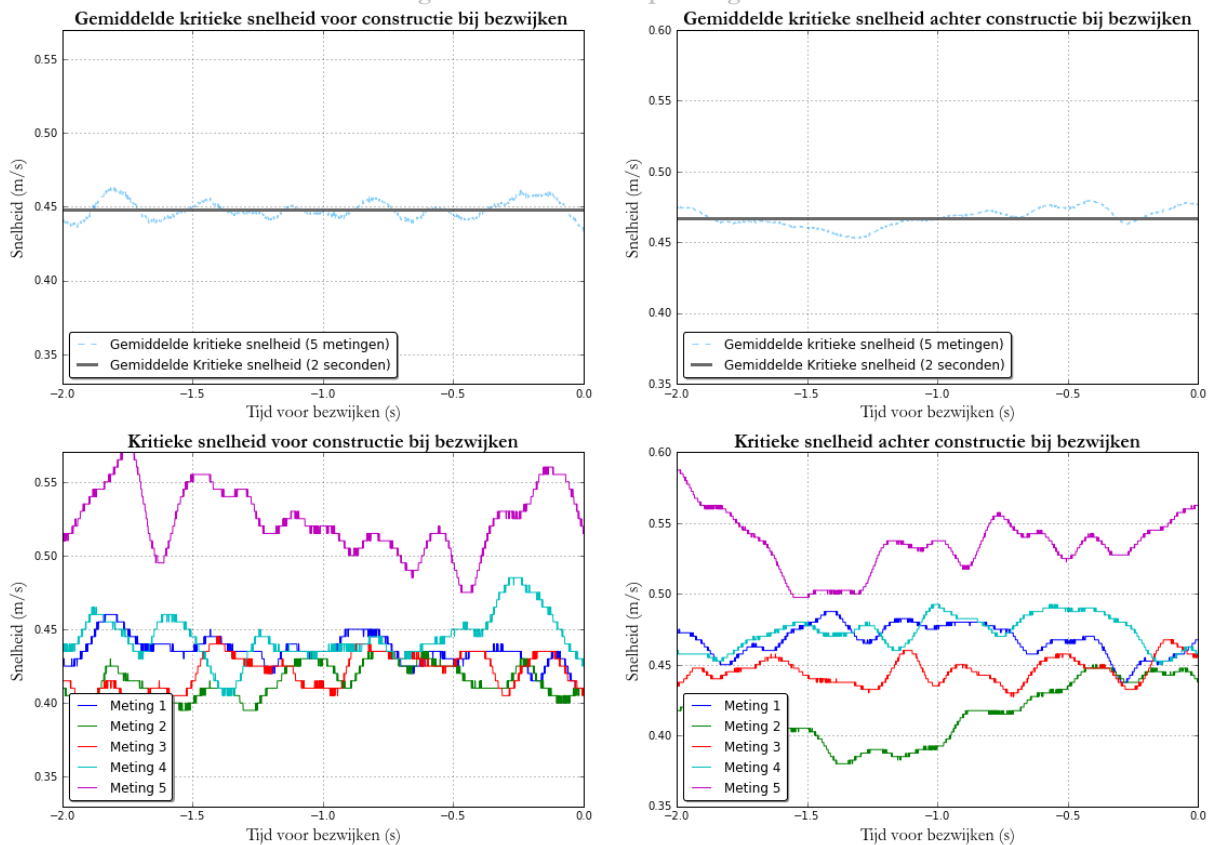 Gemiddelde kritieke snelheid voor constructie bij bezwijken
0.55
0.50
0.45
0.40
0.35
Snelheid (m/s)
Gemiddelde kritieke snelheid (5 metingen)
Gemiddelde Kritieke snelheid (2 seconden)
−2.0 −1.5 −1.0 −0.5 0.0
Tijd voor bezwijken (s)
Gemiddelde kritieke snelheid achter constructie bij bezwijken
0.60
0.55
0.50
0.45
0.40
0.35
Snelheid (m/s)
Gemiddelde kritieke snelheid (5 metingen)
Gemiddelde Kritieke snelheid (2 seconden)
−2.0 −1.5 −1.0 −0.5 0.0
Tijd voor bezwijken (s)
Kritieke snelheid voor constructie bij bezwijken
0.55
0.50
0.45
0.40
0.35
Snelheid (m/s)
Meting 1
Meting 2
Meting 3
Meting 4
Meting 5
−2.0 −1.5 −1.0 −0.5 0.0
Tijd voor bezwijken (s)
Kritieke snelheid achter constructie bij bezwijken
0.60
0.55
0.50
0.45
0.40
0.35
Snelheid (m/s)
Meting 1
Meting 2
Meting 3
Meting 4
Meting 5
−2.0 −1.5 −1.0 −0.5 0.0
Tijd voor bezwijken (s)